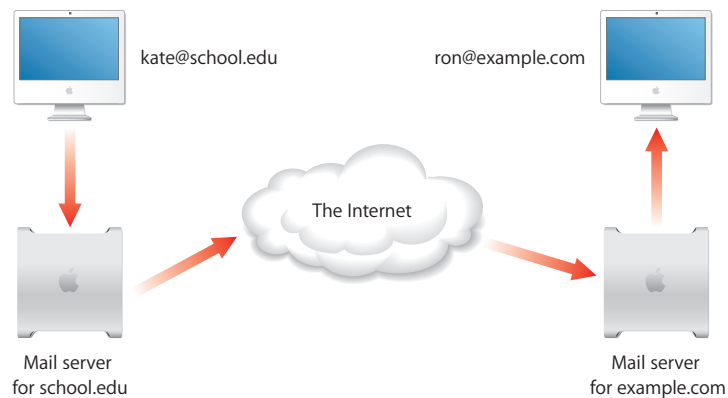 kate@school.edu
ron@example.com
The Internet
Mail server
for school.edu
Mail server
for example.com